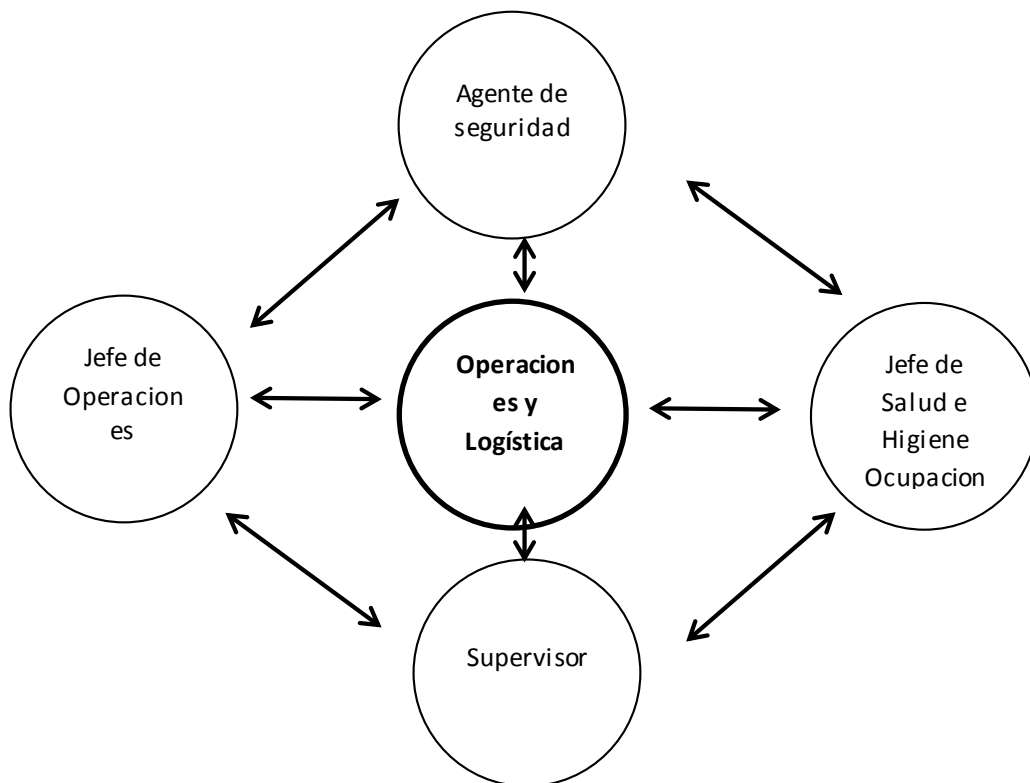 Agente de
seguridad
Jefe de
Operacion
es
Operacion
es y
Logística
Jefe de
Salud e
Higiene
Ocupacion
Supervisor